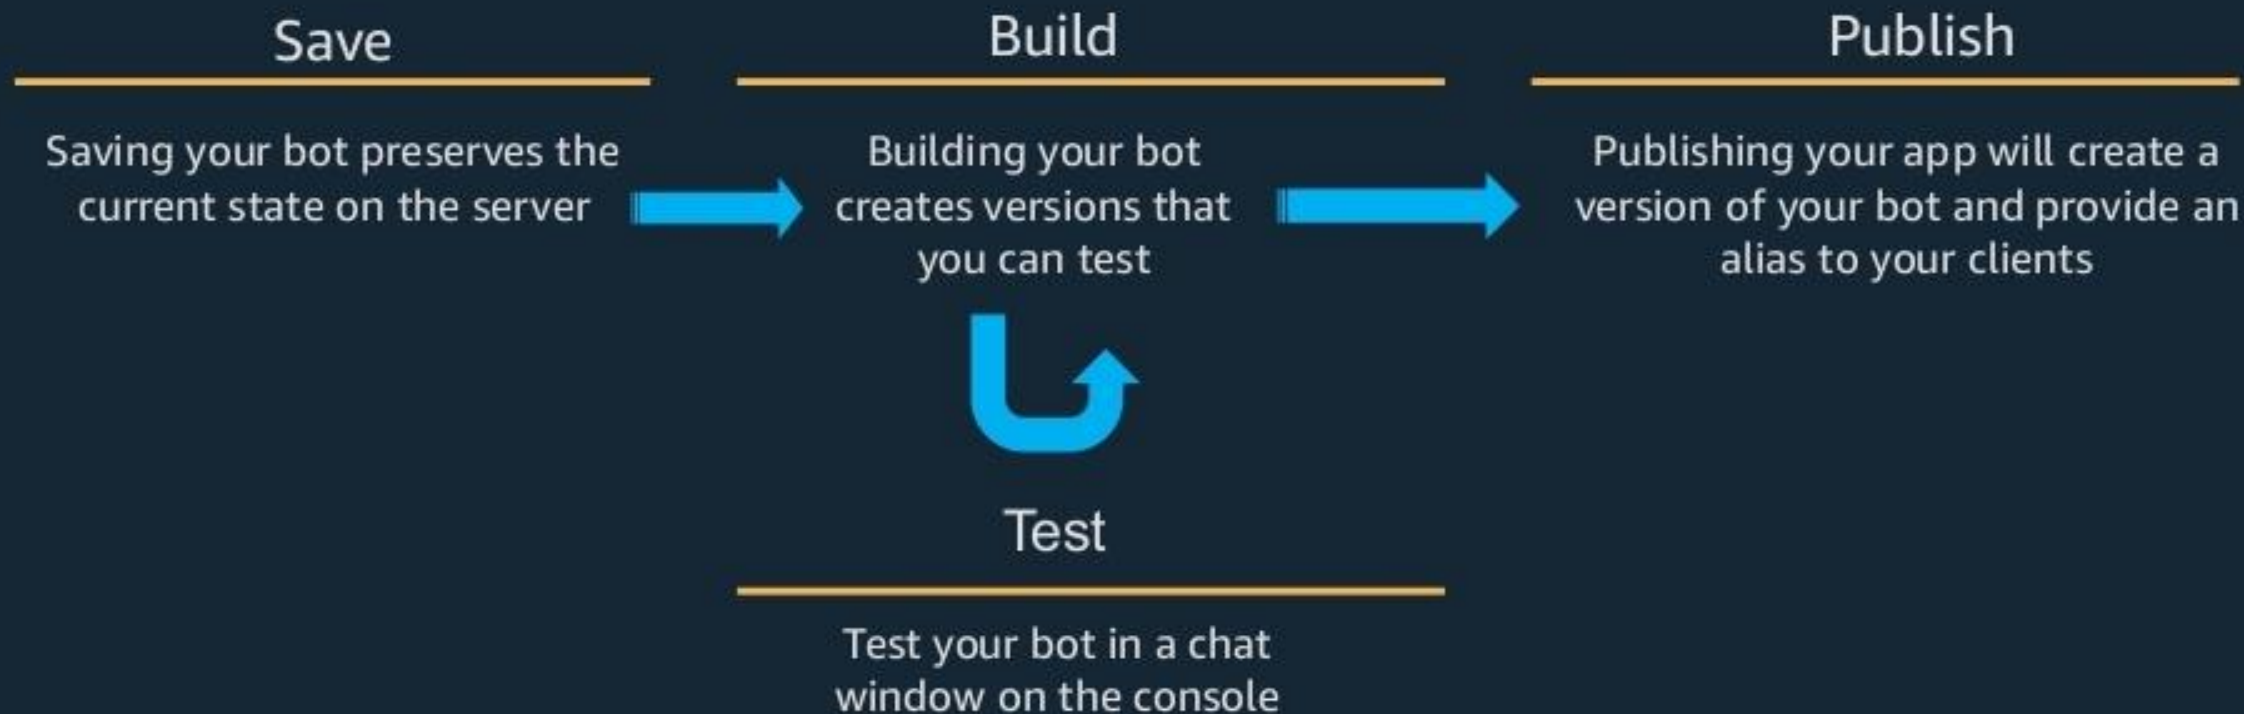 Save
Saving your bot preserves the
current state on the server
Build
Building your bot
creates versions that
you can test
Publish
Publishing your app will create a
version of your bot and provide an
alias to your clients
Test
Test your bot in a chat
window on the console